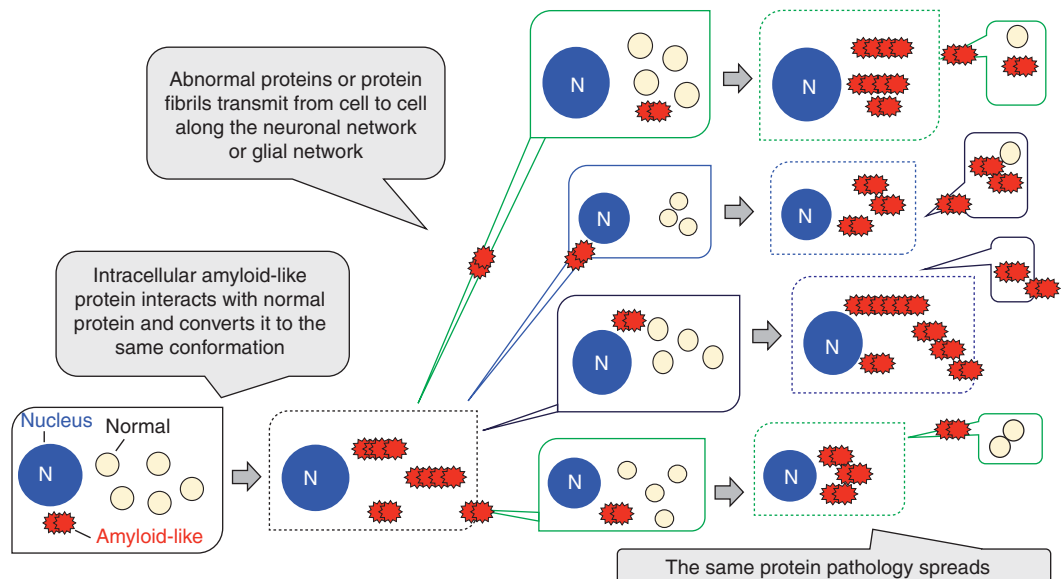 Abnormal proteins or protein
fibrils transmit from cell to cell
along the neuronal network
or glial network
N
N
N
N
Intracellular amyloid-like
protein interacts with normal
protein and converts it to the
same conformation
N
N
Nucleus
Normal
N
N
N
N
Amyloid-like
The same protein pathology spreads